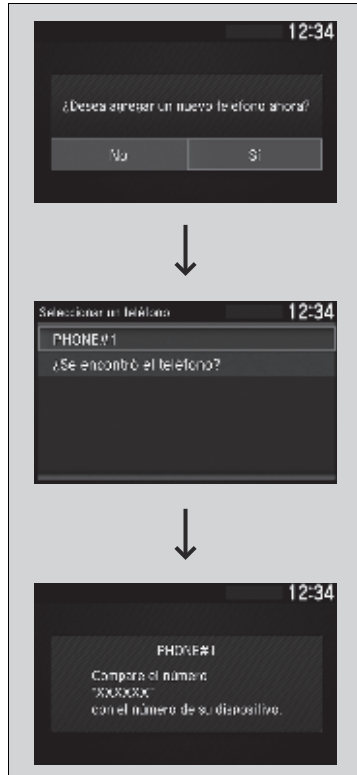 12:34
¿Desea agregar un nuevo teléfono ahora?
No
Sí
Seleccionar un teléfono
12:34
PHONE#1
¿Se encontró el teléfono?
12:34
PHONE#1
Compare el número
"XXXXXX"
con el número de su dispositivo.